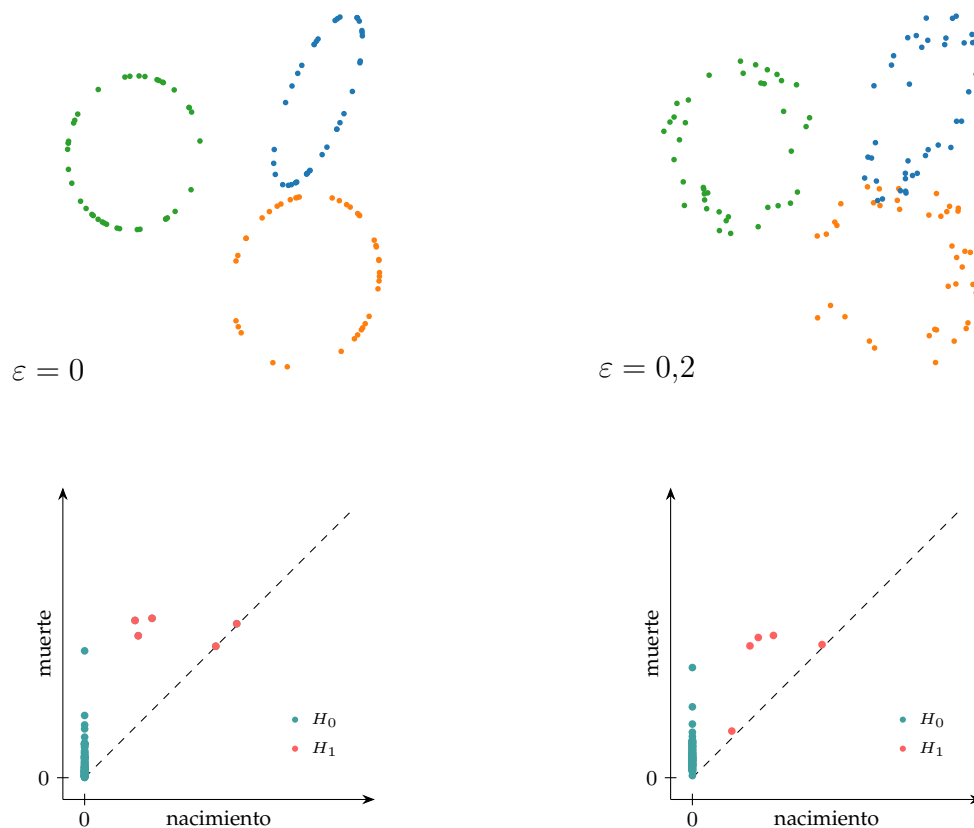 ε = 0
ε = 0,2
muerte
H₀
H₁
0
0
nacimiento
muerte
H₀
H₁
0
0
nacimiento